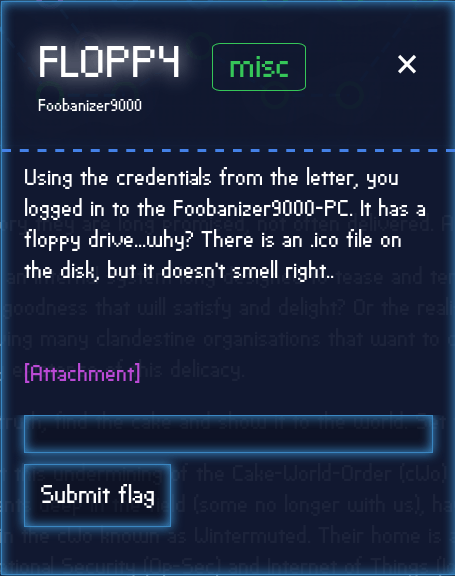 FLOPPY
misc
×
Foobanizer9000
Using the credentials from the letter, you
logged in to the Foobanizer9000-PC. It has a
floppy drive...why? There is an .ico file on
the disk, but it doesn't smell right..
[Attachment]
Submit flag